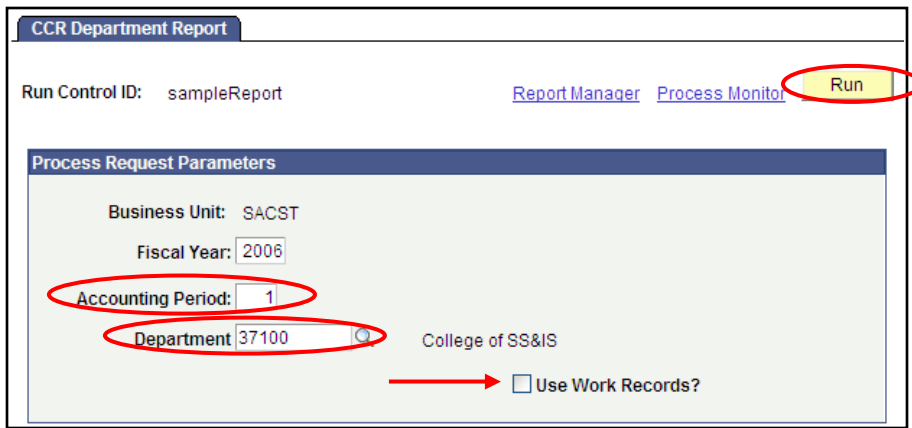 CCR Department Report
Run Control ID: sampleReport Report Manager Process Monitor Run
Process Request Parameters
Business Unit: SACST
Fiscal Year: 2006
Accounting Period: 1
Department 37100 College of SS&IS
Use Work Records?